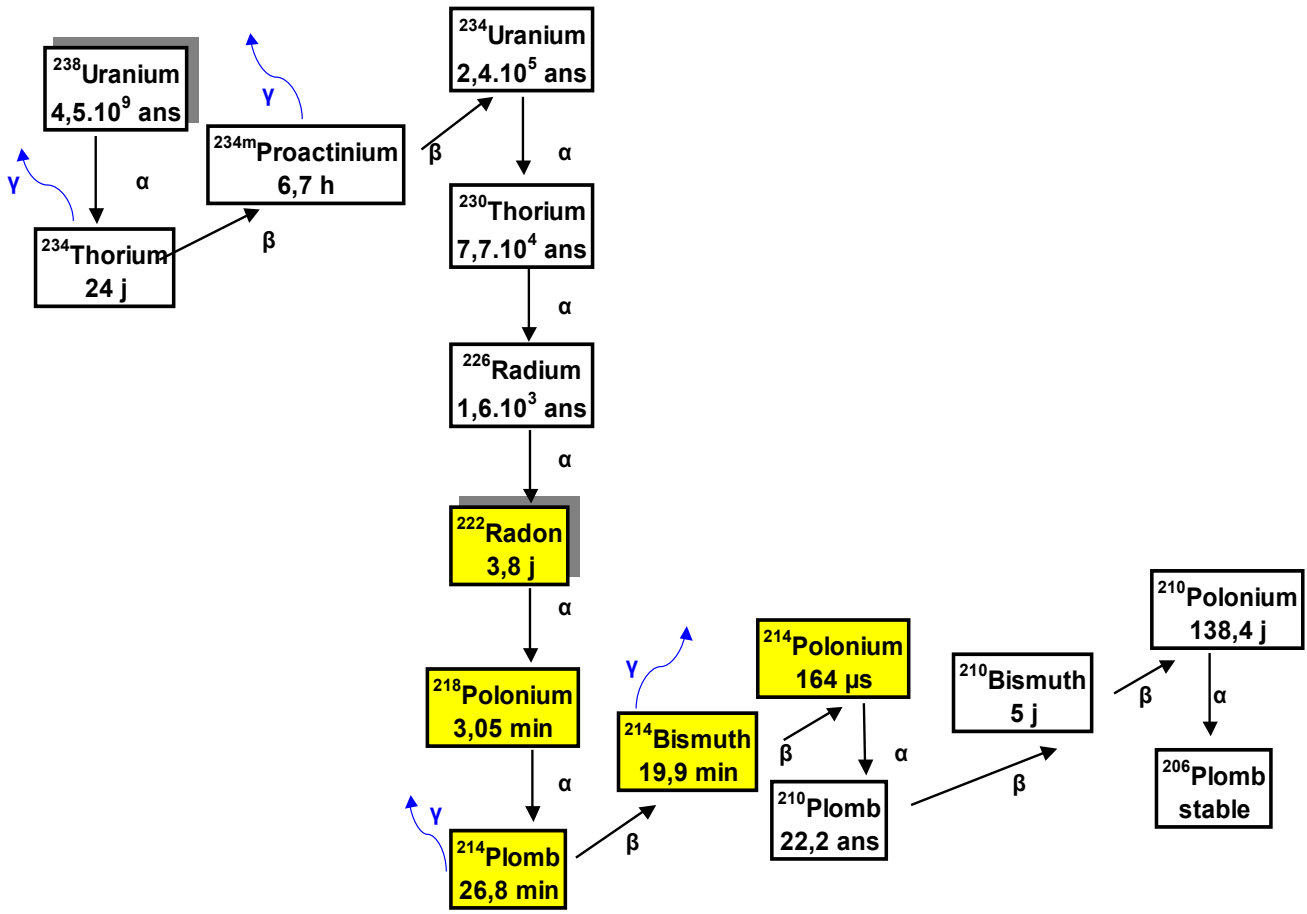 ²³⁸Uranium
4,5.10⁹ ans
α
γ
²³⁴Thorium
24 j
β
γ
²³⁴ᵐProactinium
6,7 h
β
²³⁴Uranium
2,4.10⁵ ans
α
²³⁰Thorium
7,7.10⁴ ans
α
²²⁶Radium
1,6.10³ ans
α
²²²Radon
3,8 j
α
²¹⁸Polonium
3,05 min
α
γ
²¹⁴Plomb
26,8 min
β
γ
²¹⁴Bismuth
19,9 min
β
²¹⁴Polonium
164 µs
α
²¹⁰Plomb
22,2 ans
β
²¹⁰Bismuth
5 j
β
²¹⁰Polonium
138,4 j
α
²⁰⁶Plomb
stable